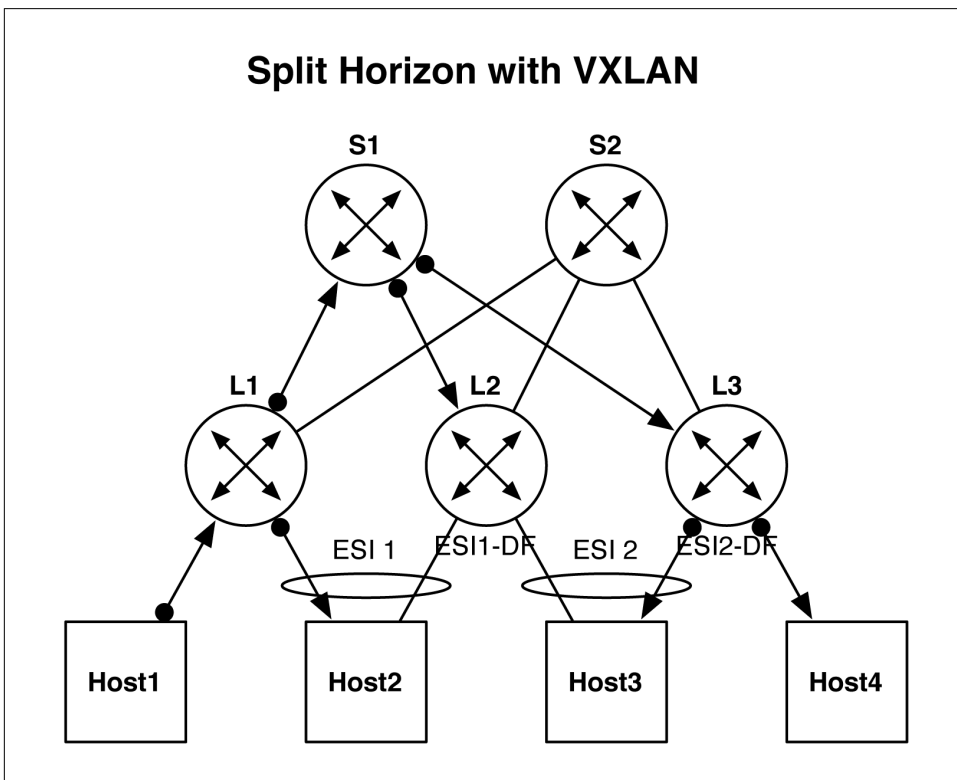 Split Horizon with VXLAN
S1
S2
L1
L2
L3
ESI 1
ESI1-DF
ESI 2
ESI2-DF
Host1
Host2
Host3
Host4